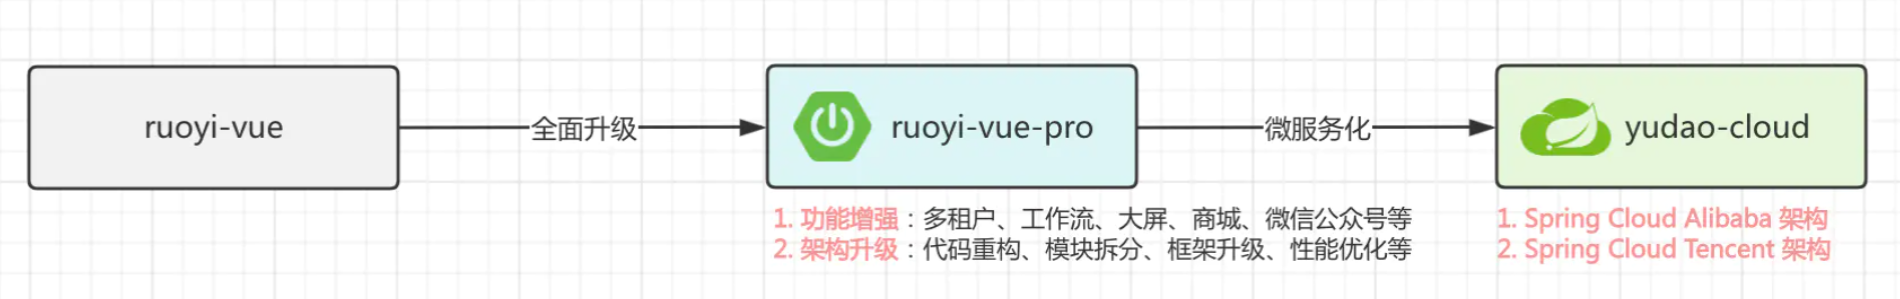 ruoyi-vue
全面升级
ruoyi-vue-pro
微服务化
yudao-cloud
1. 功能增强：多租户、工作流、大屏、商城、微信公众号等
2. 架构升级：代码重构、模块拆分、框架升级、性能优化等
1. Spring Cloud Alibaba 架构
2. Spring Cloud Tencent 架构